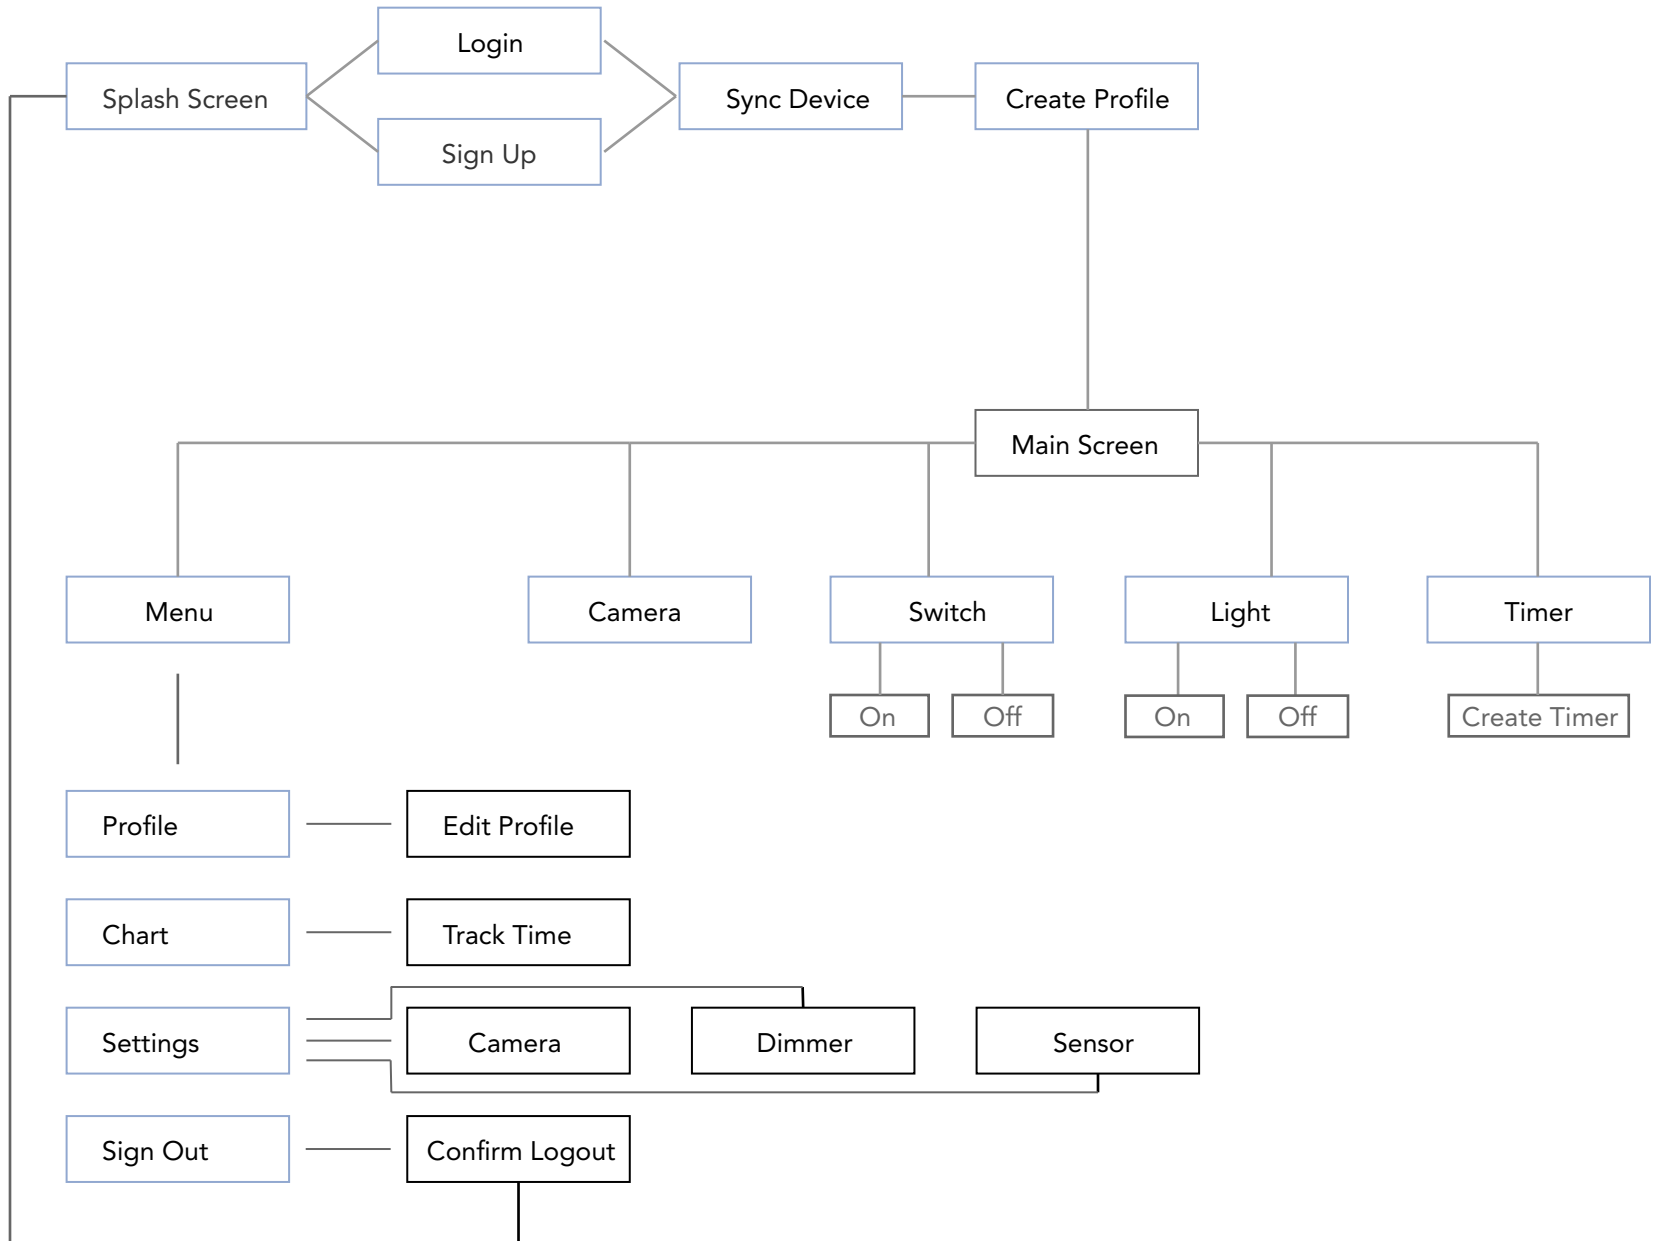 Login
Splash Screen
Sync Device
Create Profile
Sign Up
Main Screen
Menu
Camera
Switch
Light
Timer
On
Off
On
Off
Create Timer
Profile
Edit Profile
Chart
Track Time
Settings
Camera
Dimmer
Sensor
Sign Out
Confirm Logout